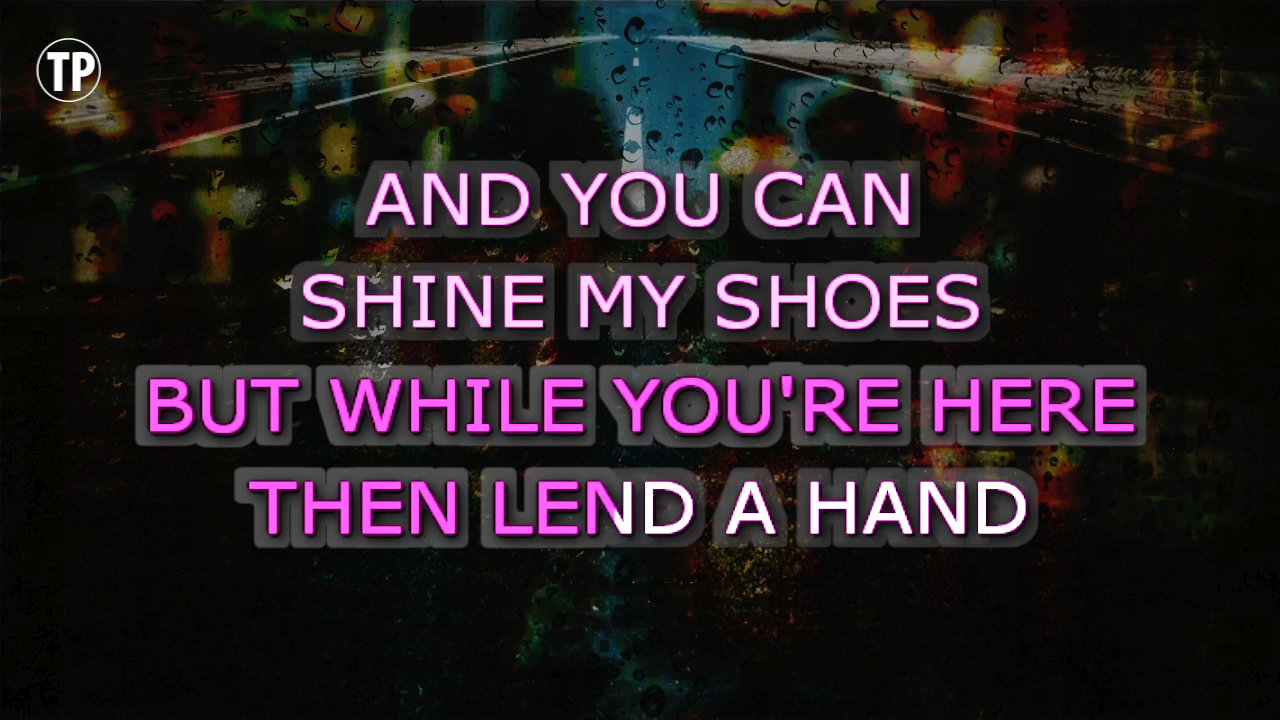 TP
AND YOU CAN
SHINE MY SHOES
BUT WHILE YOU'RE HERE
THEN LEND A HAND